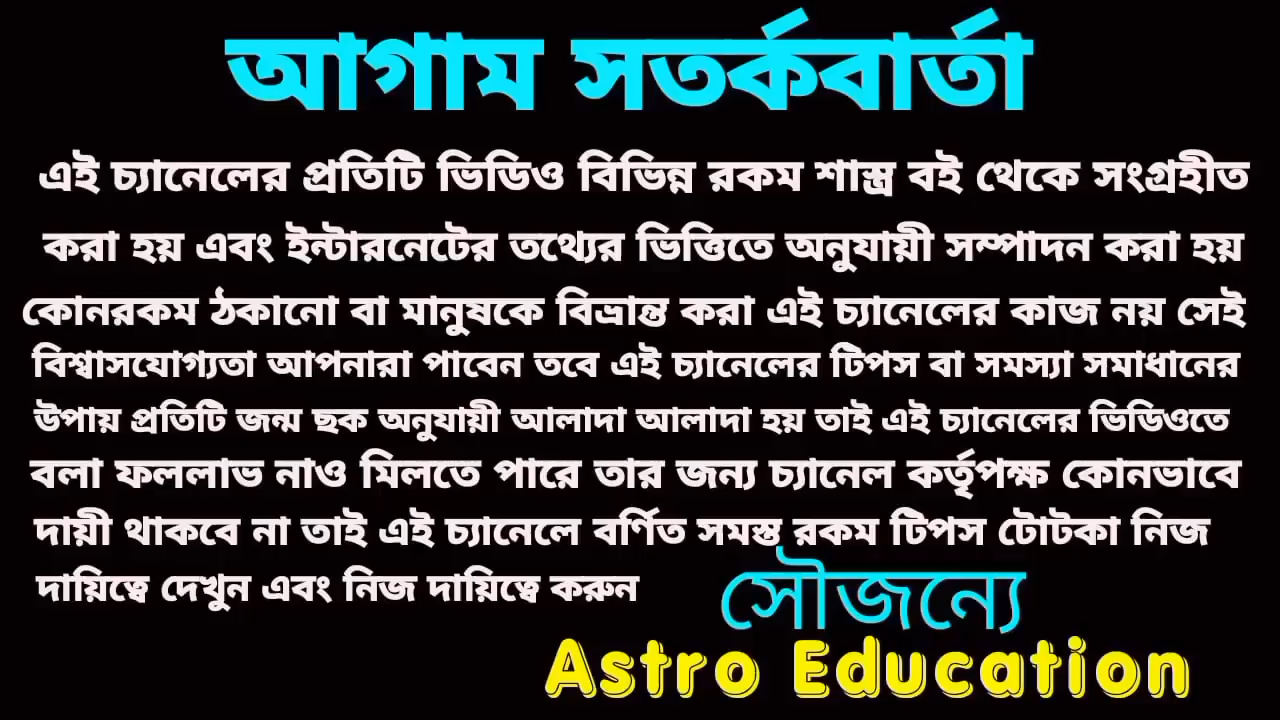 আগাম সতর্কবার্তা
এই চ্যানেলের প্রতিটি ভিডিও বিভিন্ন রকম শাস্ত্র বই থেকে সংগ্রহীত
করা হয় এবং ইন্টারনেটের তথ্যের ভিত্তিতে অনুযায়ী সম্পাদন করা হয়
কোনরকম ঠকানো বা মানুষকে বিভ্রান্ত করা এই চ্যানেলের কাজ নয় সেই
বিশ্বাসযোগ্যতা আপনারা পাবেন তবে এই চ্যানেলের টিপস বা সমস্যা সমাধানের
উপায় প্রতিটি জন্ম ছক অনুযায়ী আলাদা আলাদা হয় তাই এই চ্যানেলের ভিডিওতে
বলা ফললাভ নাও মিলতে পারে তার জন্য চ্যানেল কর্তৃপক্ষ কোনভাবে
দায়ী থাকবে না তাই এই চ্যানেলে বর্ণিত সমস্ত রকম টিপস টোটকা নিজ
দায়িত্বে দেখুন এবং নিজ দায়িত্বে করুন
সৌজন্যে
Astro Education